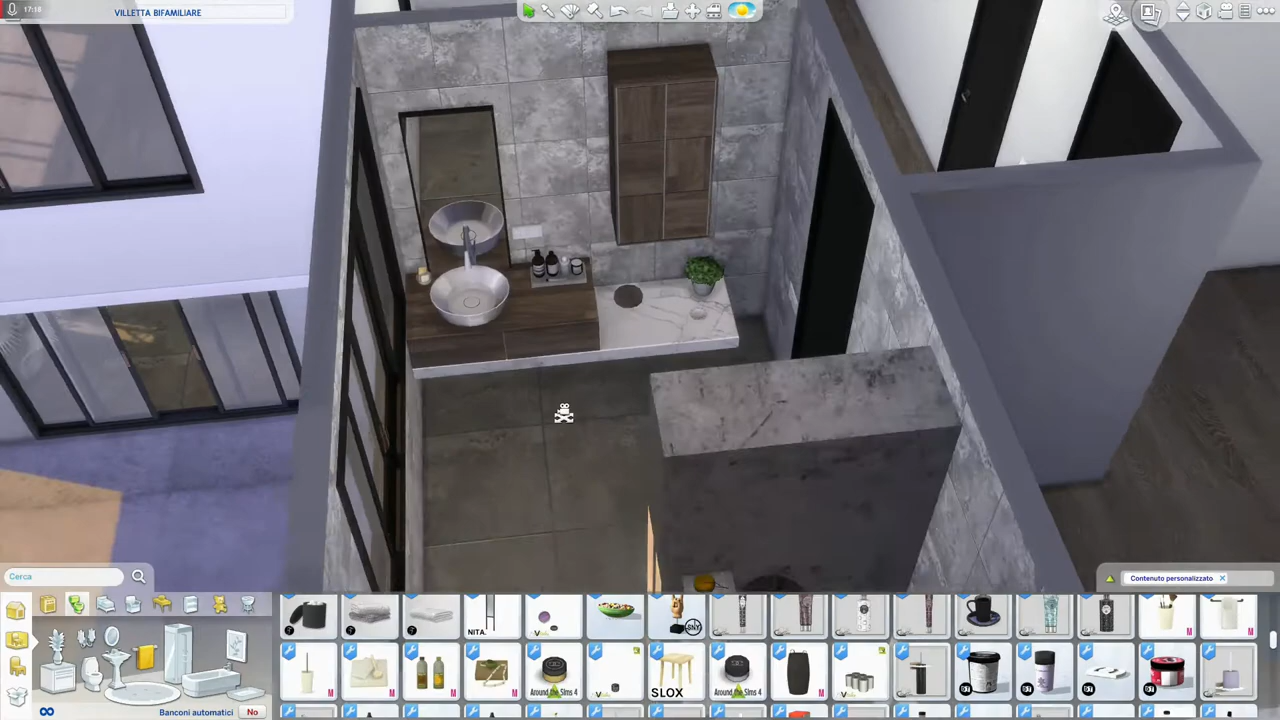 17:18
VILLETTA BIFAMILIARE
Cerca
Contenuto personalizzato
NITA.
SNY
M
M
M
M
M
Around the Sims 4
SLOX
Around the Sims 4
M
M
Banconi automatici
No